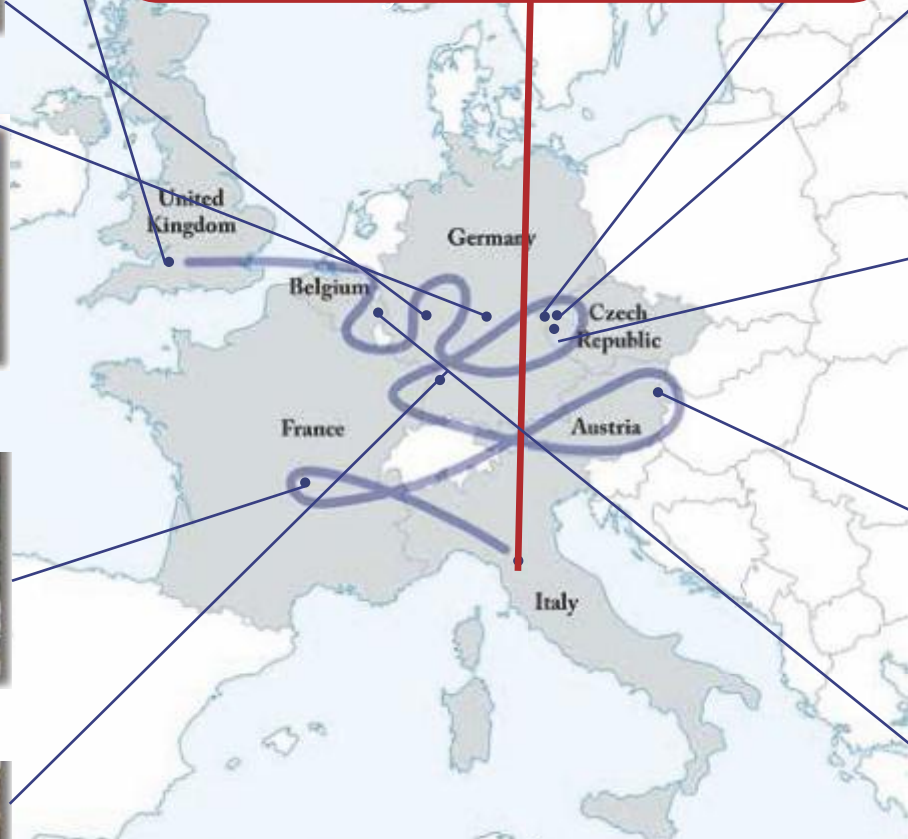 United
Kingdom
Germany
Belgium
Czech
Republic
France
Austria
Italy